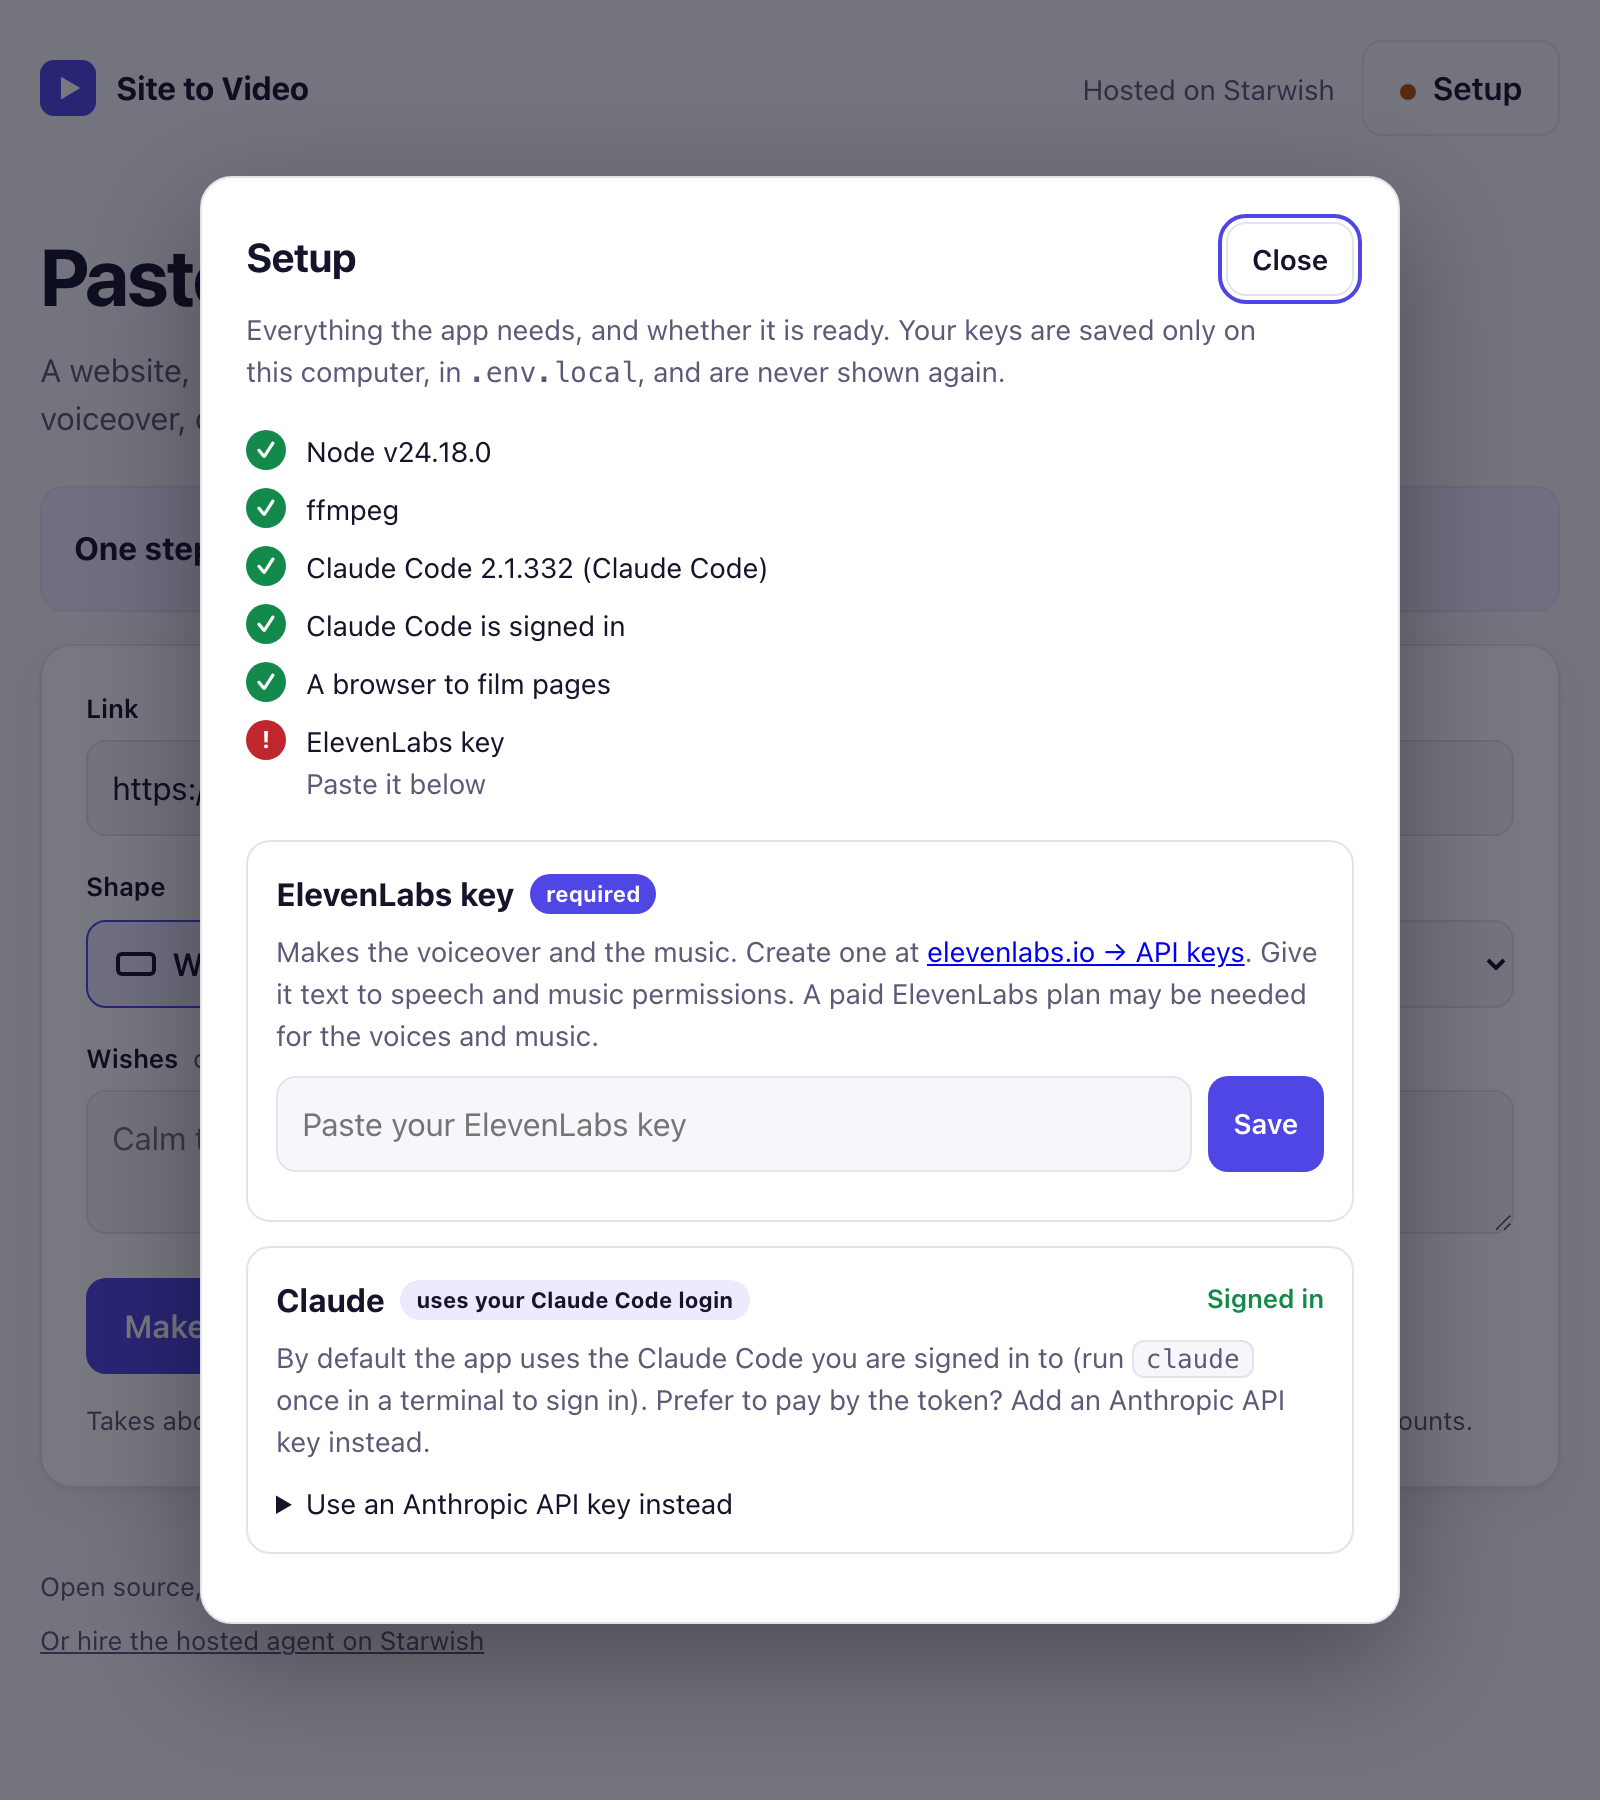 Site to Video
Hosted on Starwish
Setup
Setup
Close
Everything the app needs, and whether it is ready. Your keys are saved only on
this computer, in .env.local, and are never shown again.
Node v24.18.0
ffmpeg
Claude Code 2.1.332 (Claude Code)
Claude Code is signed in
A browser to film pages
! ElevenLabs key
Paste it below
ElevenLabs key required
Makes the voiceover and the music. Create one at elevenlabs.io → API keys. Give
it text to speech and music permissions. A paid ElevenLabs plan may be needed
for the voices and music.
Paste your ElevenLabs key
Save
Claude uses your Claude Code login
Signed in
By default the app uses the Claude Code you are signed in to (run claude
once in a terminal to sign in). Prefer to pay by the token? Add an Anthropic API
key instead.
Use an Anthropic API key instead
A website,
voiceover,
One
Link
https:/
Shape
Wishes
Calm
Make
Takes
Open source,
Or hire the hosted agent on Starwish